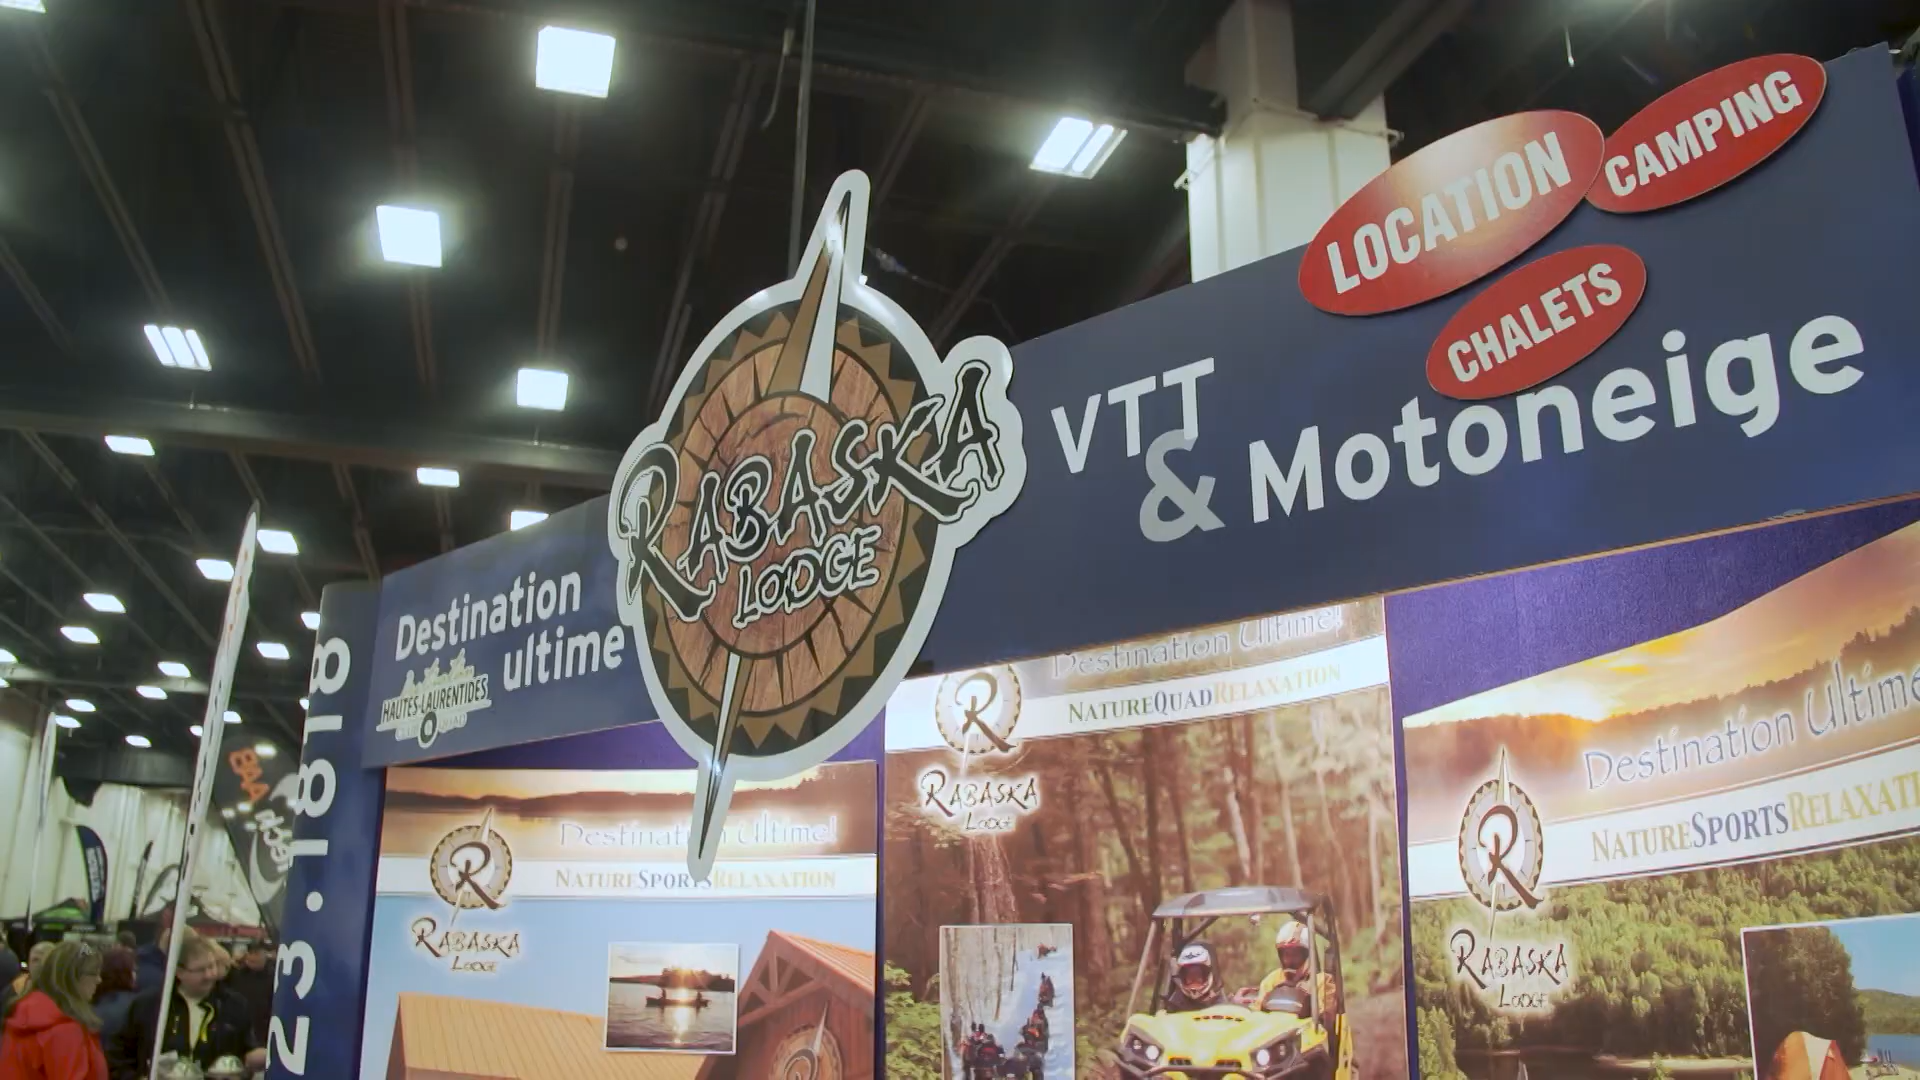 LOCATION
CAMPING
CHALETS
VTT
& Motoneige
RABASKA
LODGE
Destination
ultime
HAUTES-LAURENTIDES
QUAD
23.1818
Destination Ultime!
NATUREQUADRELAXATION
R
RABASKA
LODGE
Destination Ultime!
NATURESPORTSRELAXATION
R
RABASKA
LODGE
Destination Ultime
NATURESPORTSRELAXATI
R
RABASKA
LODGE